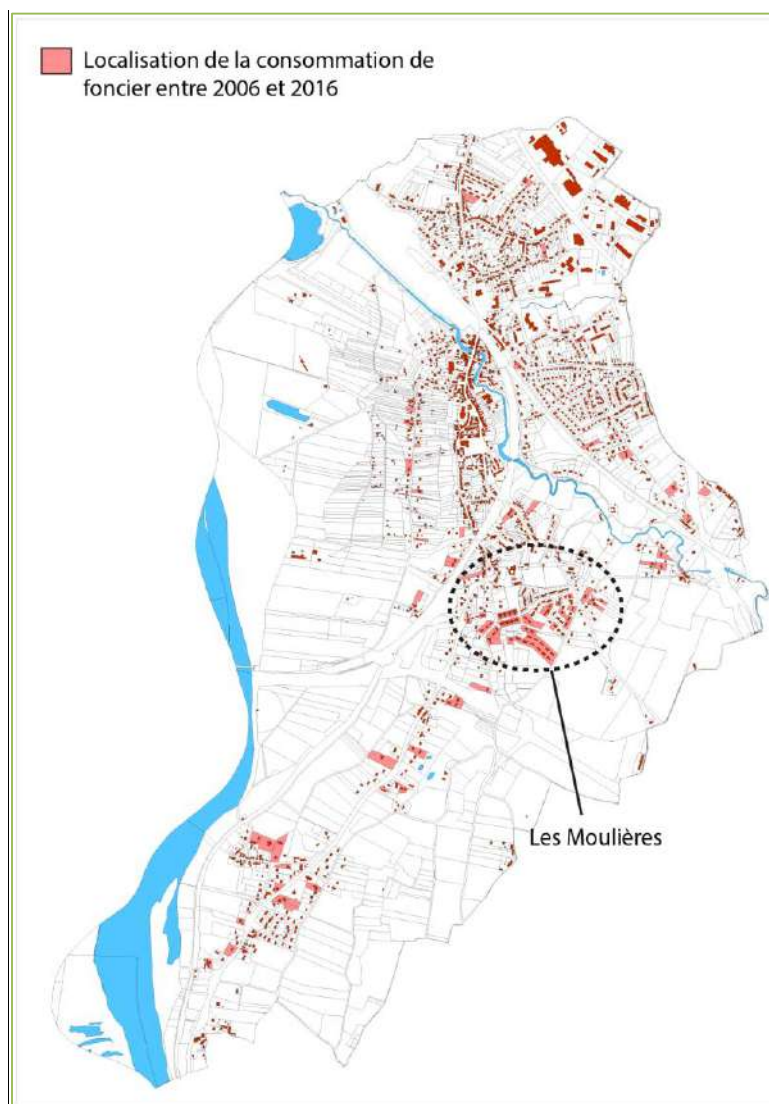 Localisation de la consommation de
foncier entre 2006 et 2016
Les Moulières